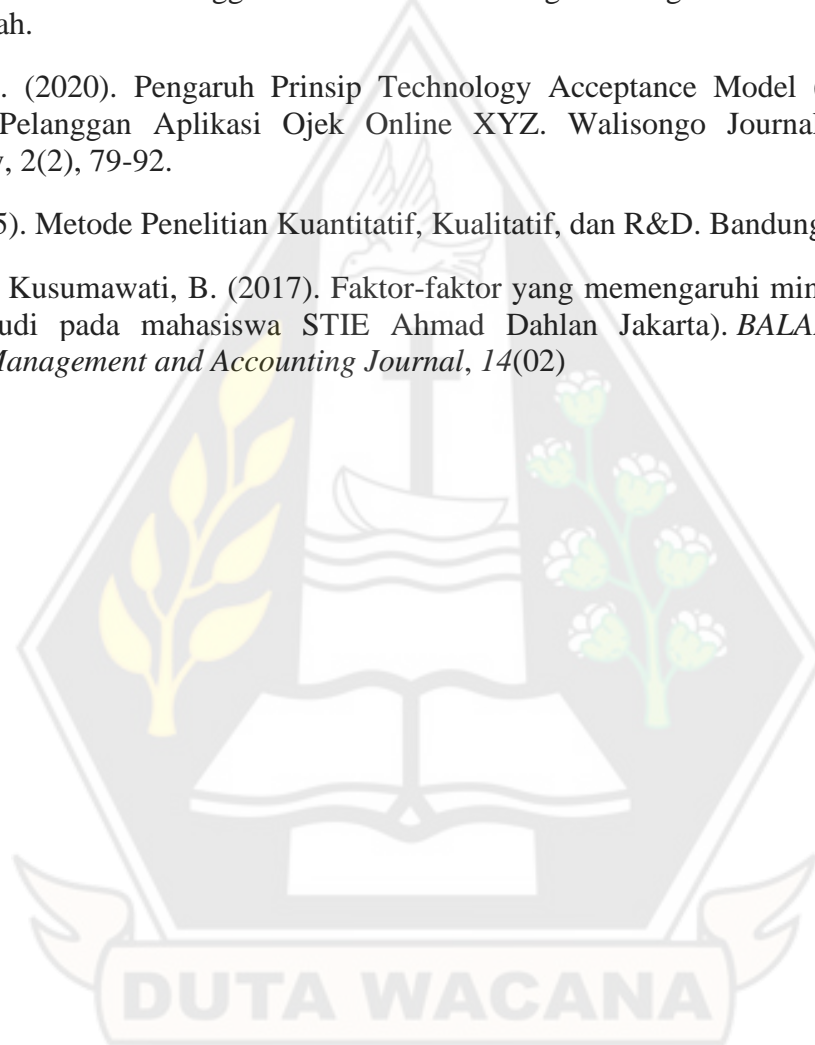 ah.
. (2020). Pengaruh Prinsip Technology Acceptance Model
Pelanggan Aplikasi Ojek Online XYZ. Walisongo Journal
, 2(2), 79-92.
5). Metode Penelitian Kuantitatif, Kualitatif, dan R&D. Bandung
Kusumawati, B. (2017). Faktor-faktor yang memengaruhi min
udi pada mahasiswa STIE Ahmad Dahlan Jakarta). BALA
Management and Accounting Journal, 14(02)
DUTA WACANA